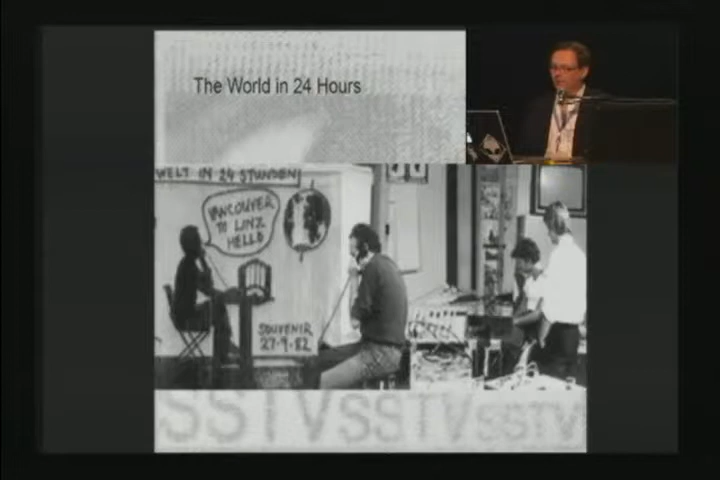 The World in 24 Hours
WELT IN 24 STUNDEN
VANCOUVER
TO LINZ
HELLO
SOUVENIR
27·9·82
SSTVSSTVSSTV